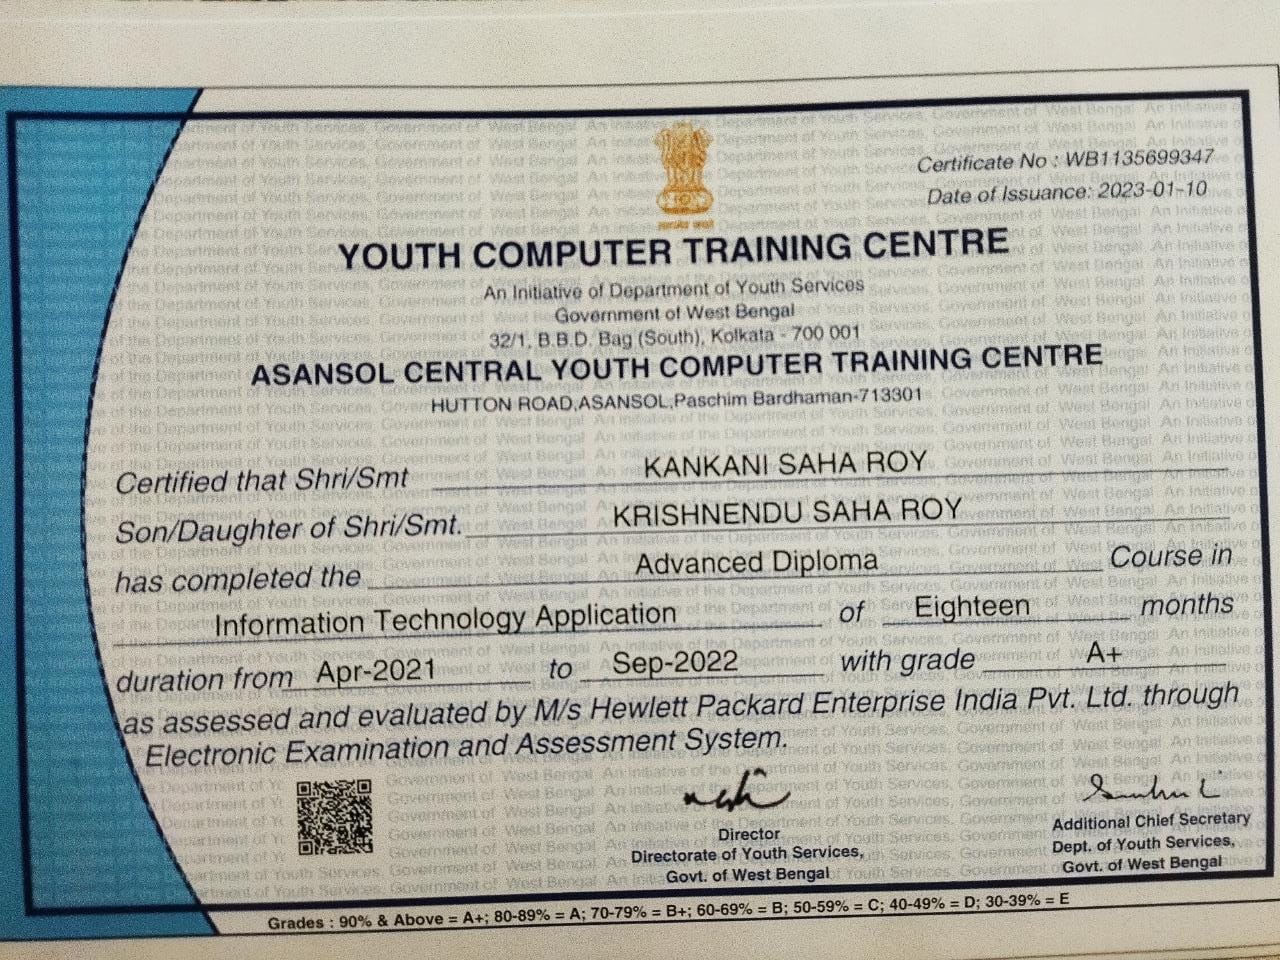 Certificate No : WB1135699347
Date of Issuance: 2023-01-10
YOUTH COMPUTER TRAINING CENTRE
An Initiative of Department of Youth Services
Government of West Bengal
32/1, B.B.D. Bag (South), Kolkata - 700 001
ASANSOL CENTRAL YOUTH COMPUTER TRAINING CENTRE
HUTTON ROAD,ASANSOL,Paschim Bardhaman-713301
Certified that Shri/Smt KANKANI SAHA ROY
Son/Daughter of Shri/Smt. KRISHNENDU SAHA ROY
has completed the Advanced Diploma Course in
Information Technology Application of Eighteen months
duration from Apr-2021 to Sep-2022 with grade A+
as assessed and evaluated by M/s Hewlett Packard Enterprise India Pvt. Ltd. through
Electronic Examination and Assessment System.
Director
Directorate of Youth Services,
Govt. of West Bengal
Additional Chief Secretary
Dept. of Youth Services,
Govt. of West Bengal
Grades : 90% & Above = A+; 80-89% = A; 70-79% = B+; 60-69% = B; 50-59% = C; 40-49% = D; 30-39% = E